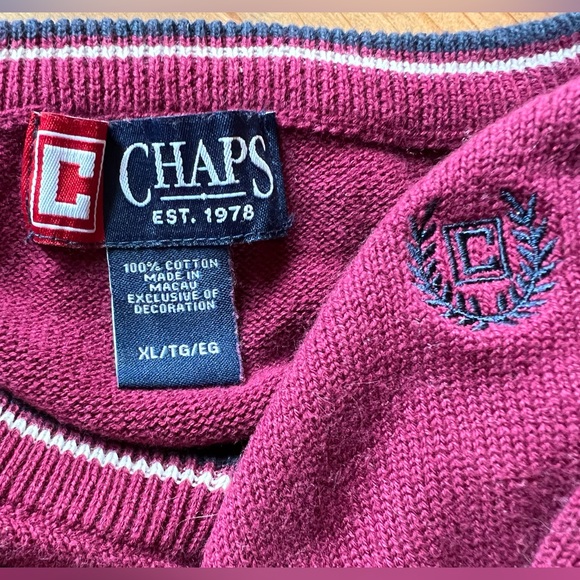 C
CHAPS
EST. 1978
100% COTTON
MADE IN
MACAU
EXCLUSIVE OF
DECORATION
XL/TG/EG
C